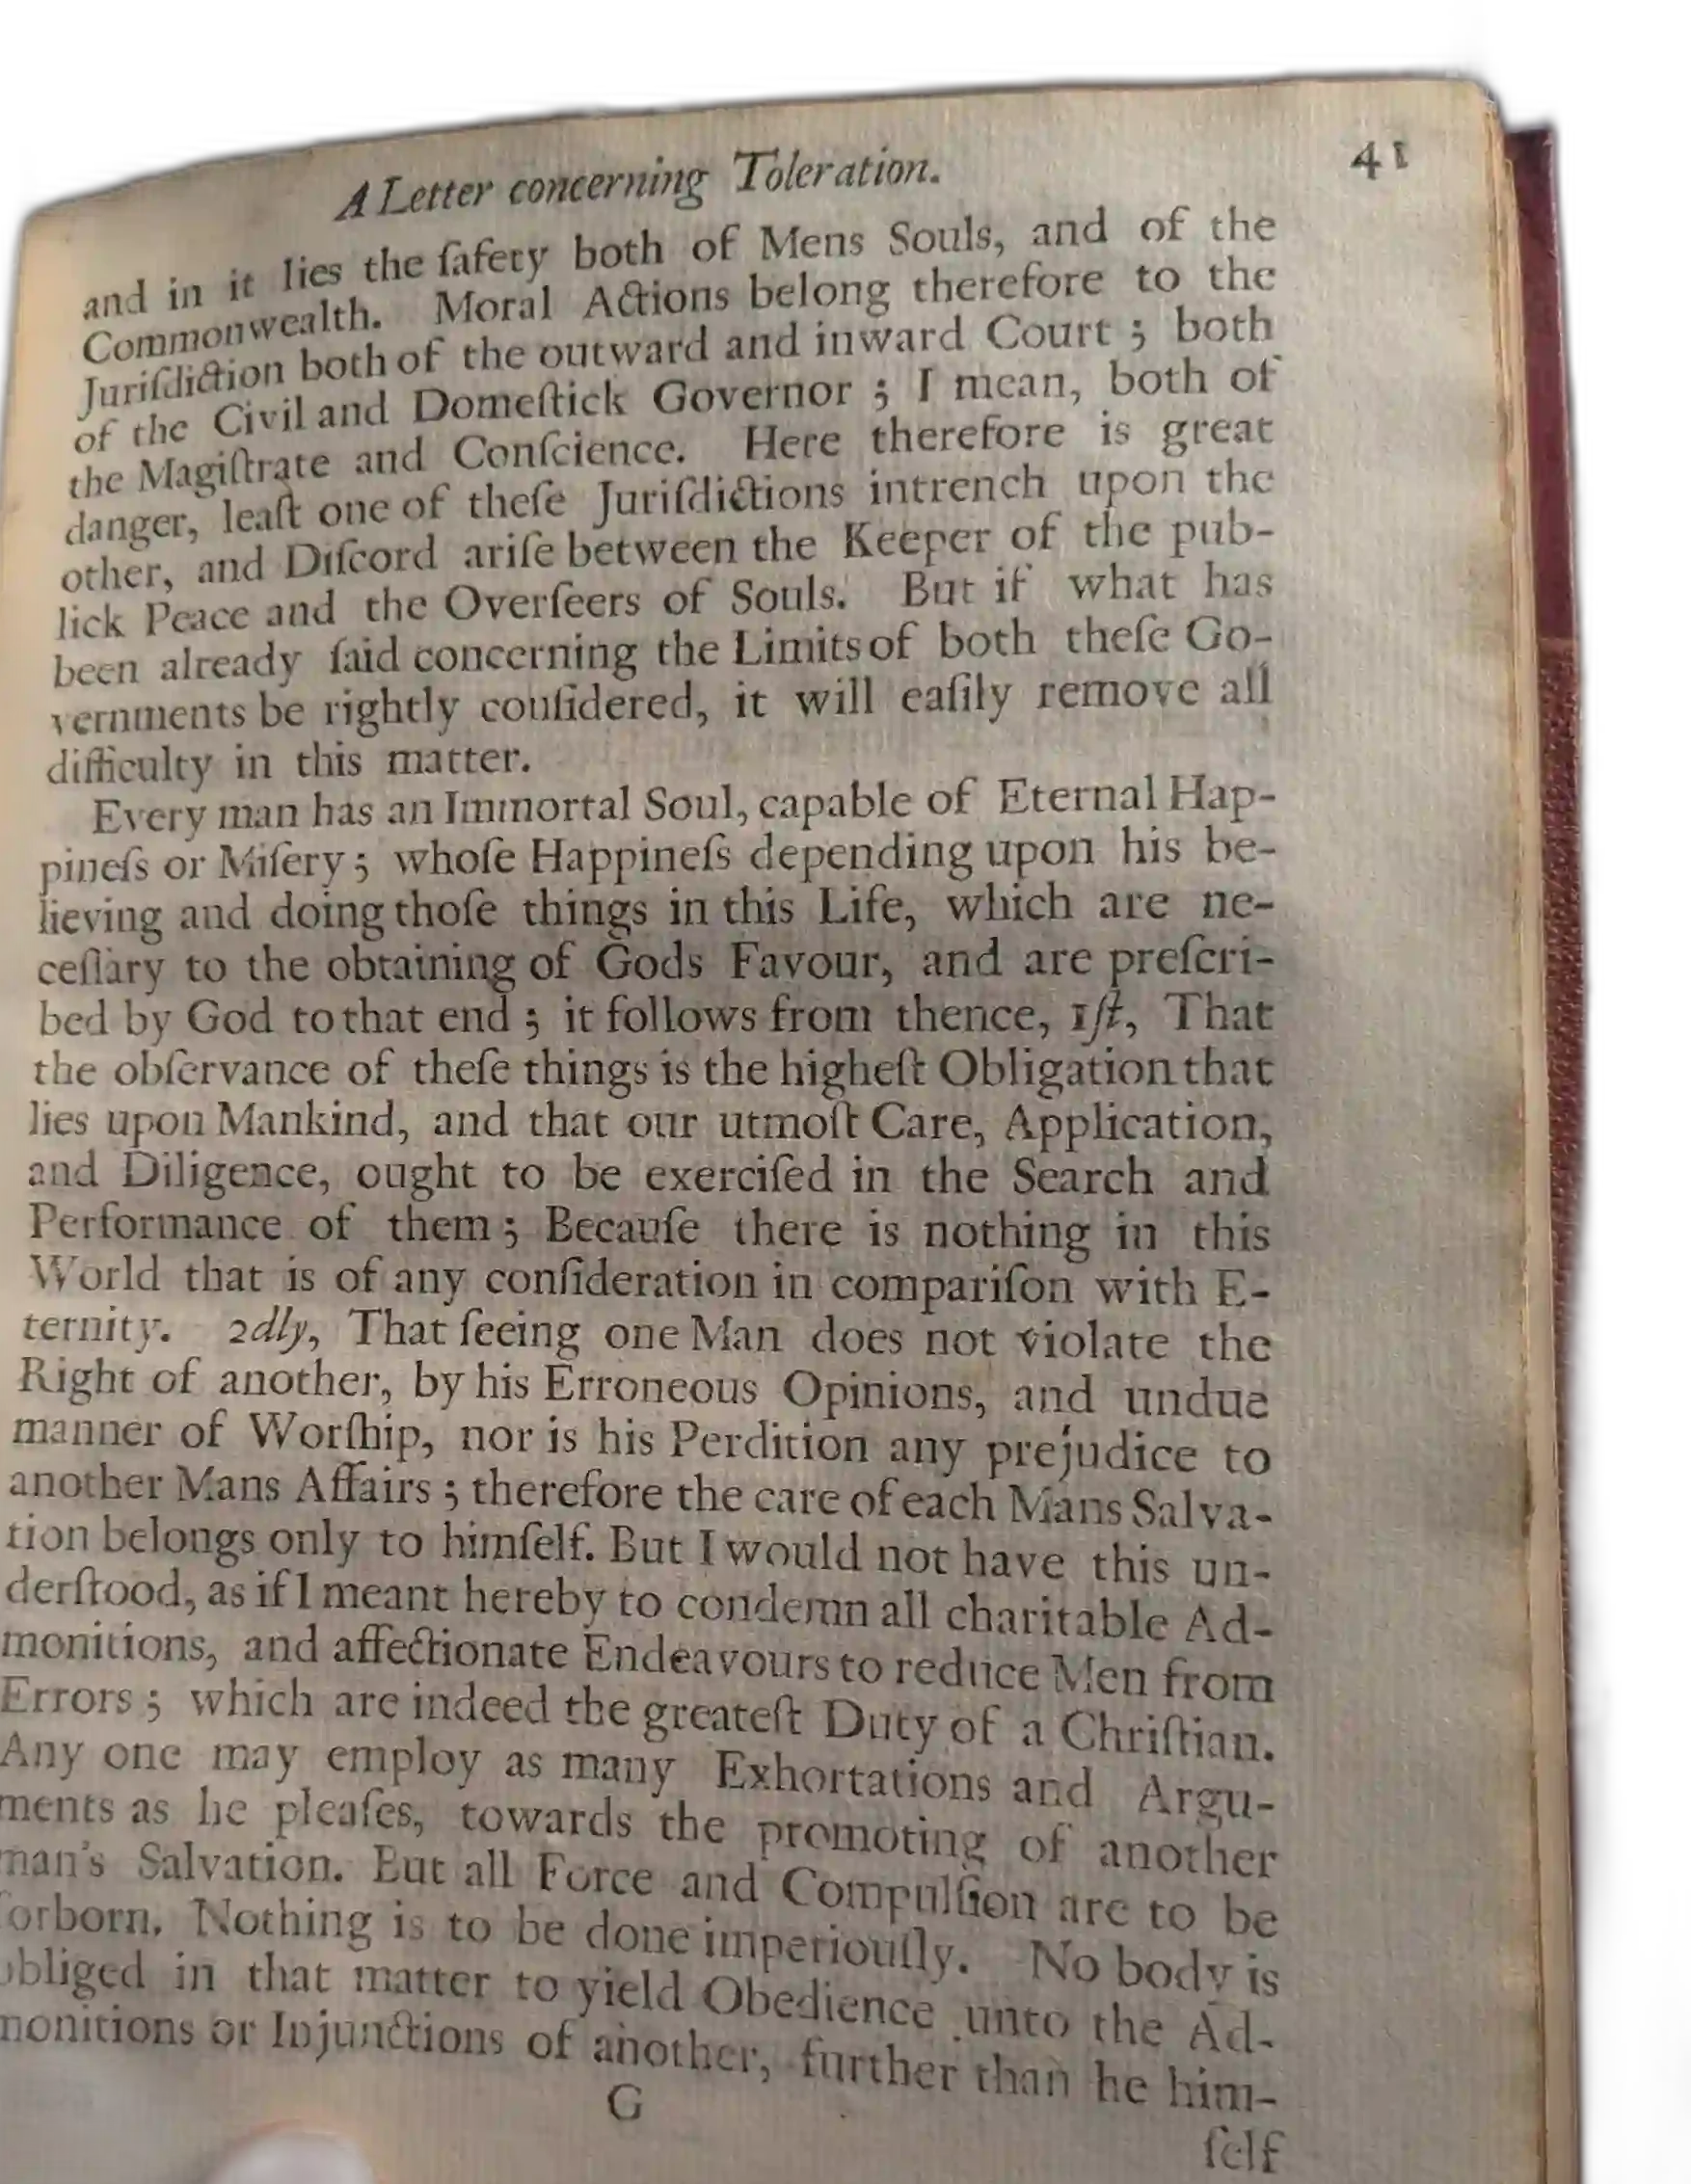 A Letter concerning Toleration. 41
and in it lies the ſafety both of Mens Souls, and of the
Commonwealth. Moral Actions belong therefore to the
Juriſdiction both of the outward and inward Court ; both
of the Civil and Domeſtick Governor ; I mean, both of
the Magiſtrate and Conſcience. Here therefore is great
danger, leaſt one of theſe Juriſdictions intrench upon the
other, and Diſcord ariſe between the Keeper of the pub-
lick Peace and the Overſeers of Souls. But if what has
been already ſaid concerning the Limits of both theſe Go-
vernments be rightly conſidered, it will eaſily remove all
difficulty in this matter.
Every man has an Immortal Soul, capable of Eternal Hap-
pineſs or Miſery ; whoſe Happineſs depending upon his be-
lieving and doing thoſe things in this Life, which are ne-
ceſſary to the obtaining of Gods Favour, and are preſcri-
bed by God to that end ; it follows from thence, 1ſt, That
the obſervance of theſe things is the higheſt Obligation that
lies upon Mankind, and that our utmoſt Care, Application,
and Diligence, ought to be exerciſed in the Search and
Performance of them ; Becauſe there is nothing in this
World that is of any conſideration in compariſon with E-
ternity. 2dly, That ſeeing one Man does not violate the
Right of another, by his Erroneous Opinions, and undue
manner of Worſhip, nor is his Perdition any prejudice to
another Mans Affairs ; therefore the care of each Mans Salva-
tion belongs only to himſelf. But I would not have this un-
derſtood, as if I meant hereby to condemn all charitable Ad-
monitions, and affectionate Endeavours to reduce Men from
Errors ; which are indeed the greateſt Duty of a Chriſtian.
Any one may employ as many Exhortations and Argu-
ments as he pleaſes, towards the promoting of another
man's Salvation. But all Force and Compulſion are to be
forborn. Nothing is to be done imperiouſly. No body is
obliged in that matter to yield Obedience unto the Ad-
monitions or Injunctions of another, further than he him-
G
ſelf